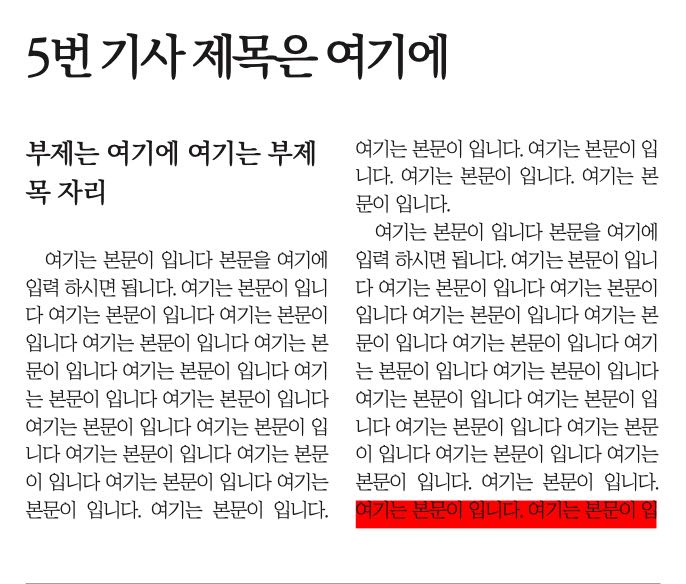 5번 기사 제목은 여기에
부제는 여기에 여기는 부제
목 자리
여기는 본문이 입니다 본문을 여기에
입력 하시면 됩니다. 여기는 본문이 입니
다 여기는 본문이 입니다 여기는 본문이
입니다 여기는 본문이 입니다 여기는 본
문이 입니다 여기는 본문이 입니다 여기
는 본문이 입니다 여기는 본문이 입니다
여기는 본문이 입니다 여기는 본문이 입
니다 여기는 본문이 입니다 여기는 본문
이 입니다 여기는 본문이 입니다 여기는
본문이 입니다. 여기는 본문이 입니다.
여기는 본문이 입니다. 여기는 본문이 입
니다. 여기는 본문이 입니다. 여기는 본
문이 입니다.
여기는 본문이 입니다 본문을 여기에
입력 하시면 됩니다. 여기는 본문이 입니
다 여기는 본문이 입니다 여기는 본문이
입니다 여기는 본문이 입니다 여기는 본
문이 입니다 여기는 본문이 입니다 여기
는 본문이 입니다 여기는 본문이 입니다
여기는 본문이 입니다 여기는 본문이 입
니다 여기는 본문이 입니다 여기는 본문
이 입니다 여기는 본문이 입니다 여기는
본문이 입니다. 여기는 본문이 입니다.
여기는 본문이 입니다. 여기는 본문이 입